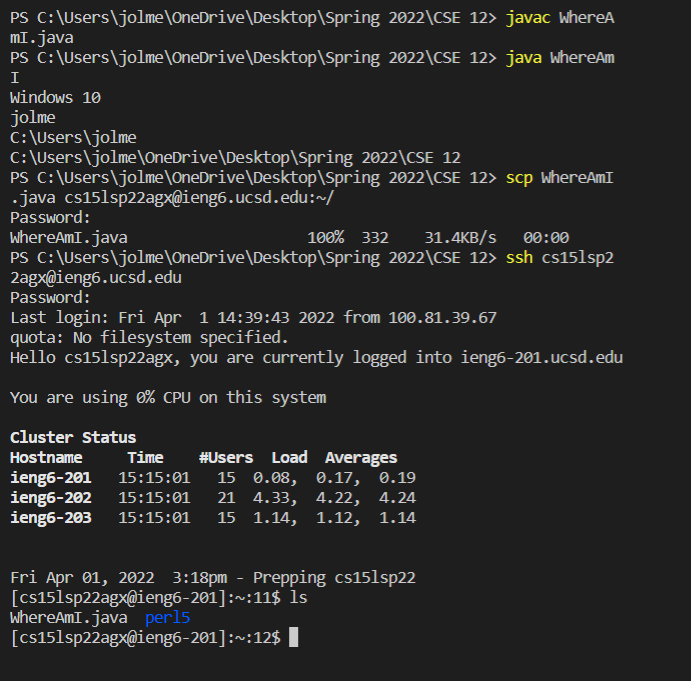 PS C:\Users\jolme\OneDrive\Desktop\Spring 2022\CSE 12> javac WhereA
mI.java
PS C:\Users\jolme\OneDrive\Desktop\Spring 2022\CSE 12> java WhereAm
I
Windows 10
jolme
C:\Users\jolme
C:\Users\jolme\OneDrive\Desktop\Spring 2022\CSE 12
PS C:\Users\jolme\OneDrive\Desktop\Spring 2022\CSE 12> scp WhereAmI
.java cs15lsp22agx@ieng6.ucsd.edu:~/
Password:
WhereAmI.java 100% 332 31.4KB/s 00:00
PS C:\Users\jolme\OneDrive\Desktop\Spring 2022\CSE 12> ssh cs15lsp2
2agx@ieng6.ucsd.edu
Password:
Last login: Fri Apr 1 14:39:43 2022 from 100.81.39.67
quota: No filesystem specified.
Hello cs15lsp22agx, you are currently logged into ieng6-201.ucsd.edu
You are using 0% CPU on this system
Cluster Status
Hostname Time #Users Load Averages
ieng6-201 15:15:01 15 0.08, 0.17, 0.19
ieng6-202 15:15:01 21 4.33, 4.22, 4.24
ieng6-203 15:15:01 15 1.14, 1.12, 1.14
Fri Apr 01, 2022 3:18pm - Prepping cs15lsp22
[cs15lsp22agx@ieng6-201]:~:11$ ls
WhereAmI.java perl5
[cs15lsp22agx@ieng6-201]:~:12$